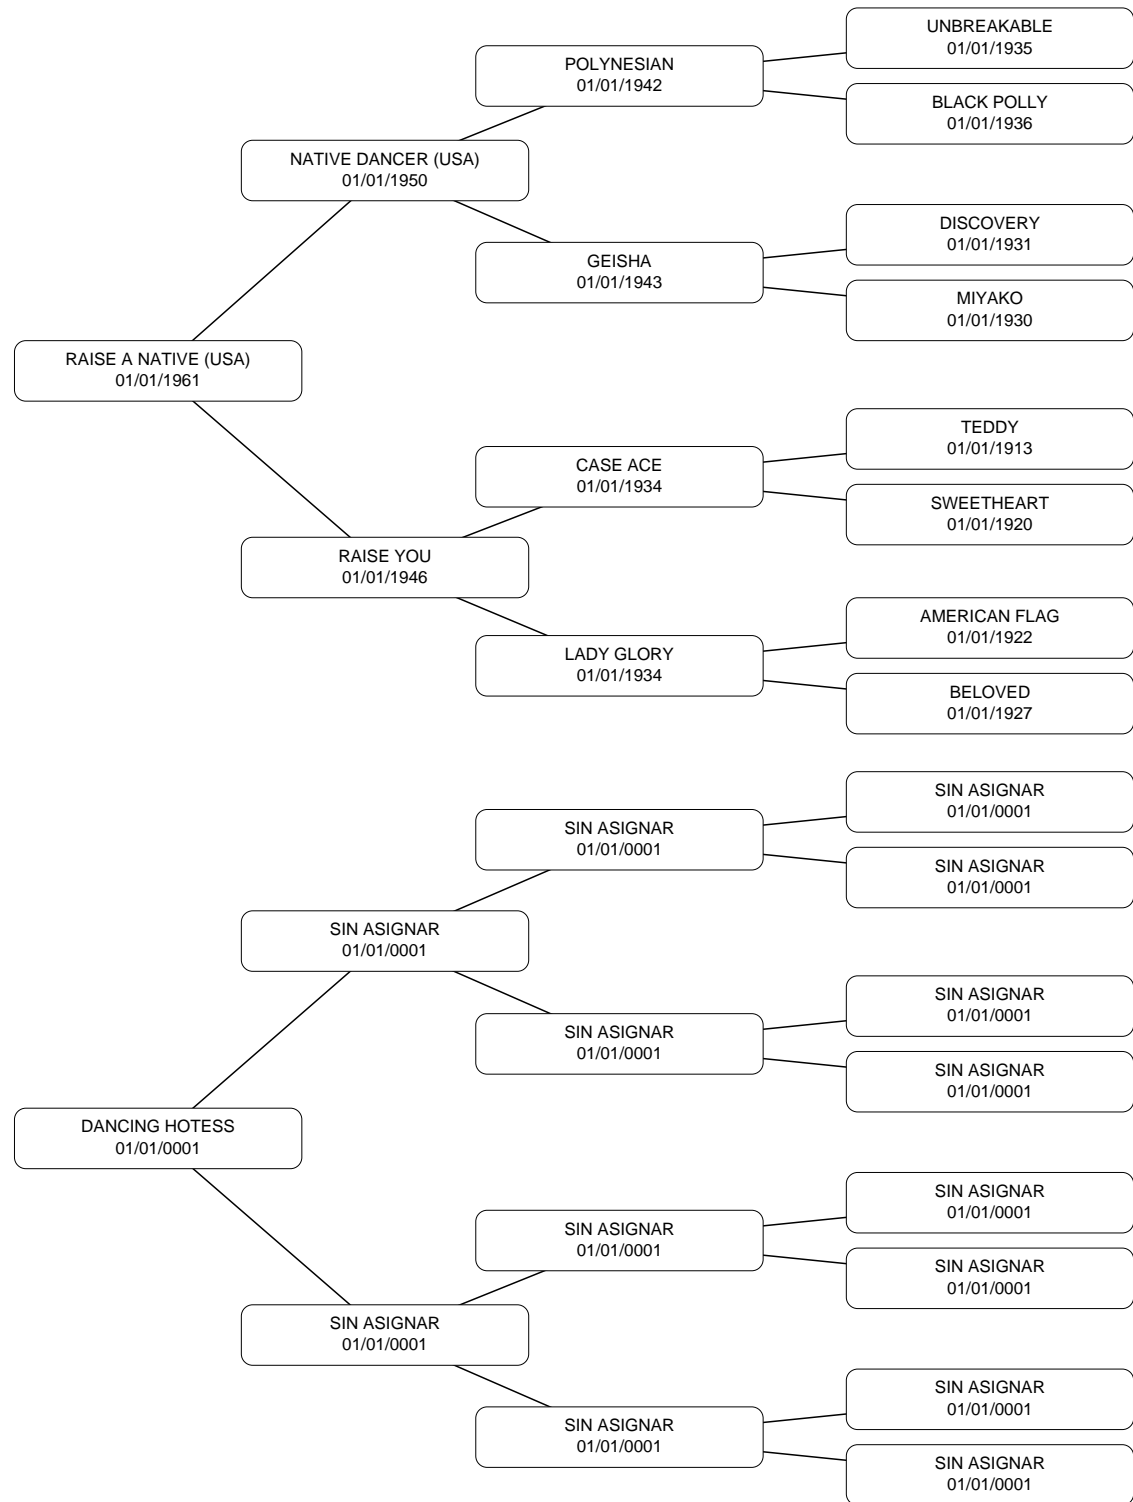 UNBREAKABLE
01/01/1935
POLYNESIAN
01/01/1942
BLACK POLLY
01/01/1936
NATIVE DANCER (USA)
01/01/1950
DISCOVERY
01/01/1931
GEISHA
01/01/1943
MIYAKO
01/01/1930
RAISE A NATIVE (USA)
01/01/1961
TEDDY
01/01/1913
CASE ACE
01/01/1934
SWEETHEART
01/01/1920
RAISE YOU
01/01/1946
AMERICAN FLAG
01/01/1922
LADY GLORY
01/01/1934
BELOVED
01/01/1927
SIN ASIGNAR
01/01/0001
SIN ASIGNAR
01/01/0001
SIN ASIGNAR
01/01/0001
SIN ASIGNAR
01/01/0001
SIN ASIGNAR
01/01/0001
SIN ASIGNAR
01/01/0001
SIN ASIGNAR
01/01/0001
DANCING HOTESS
01/01/0001
SIN ASIGNAR
01/01/0001
SIN ASIGNAR
01/01/0001
SIN ASIGNAR
01/01/0001
SIN ASIGNAR
01/01/0001
SIN ASIGNAR
01/01/0001
SIN ASIGNAR
01/01/0001
SIN ASIGNAR
01/01/0001